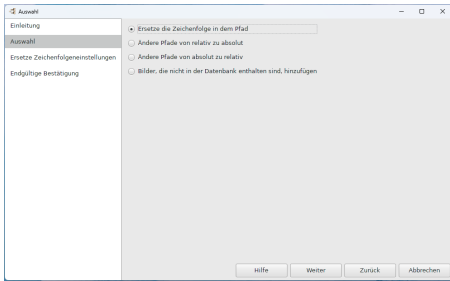 Auswahl
Einleitung
Auswahl
Ersetze Zeichenfolgeneinstellungen
Endgültige Bestätigung
Ersetze die Zeichenfolge in dem Pfad
Ändere Pfade von relativ zu absolut
Ändere Pfade von absolut zu relativ
Bilder, die nicht in der Datenbank enthalten sind, hinzufügen
Hilfe Weiter Zurück Abbrechen